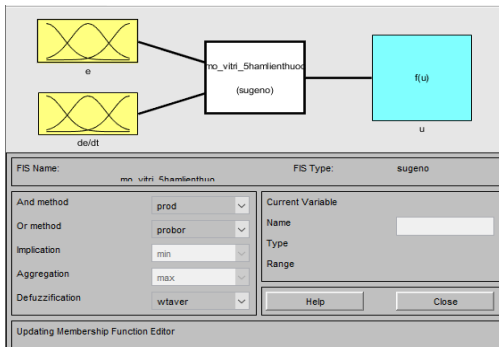 e
mo_vitri_5hamlienthuoc
(sugeno)
f(u)
de/dt
u
FIS Name:
mo_vitri_5hamlienthuo
FIS Type:
sugeno
And method
prod
Or method
probor
Implication
min
Aggregation
max
Defuzzification
wtaver
Current Variable
Name
Type
Range
Help
Close
Updating Membership Function Editor